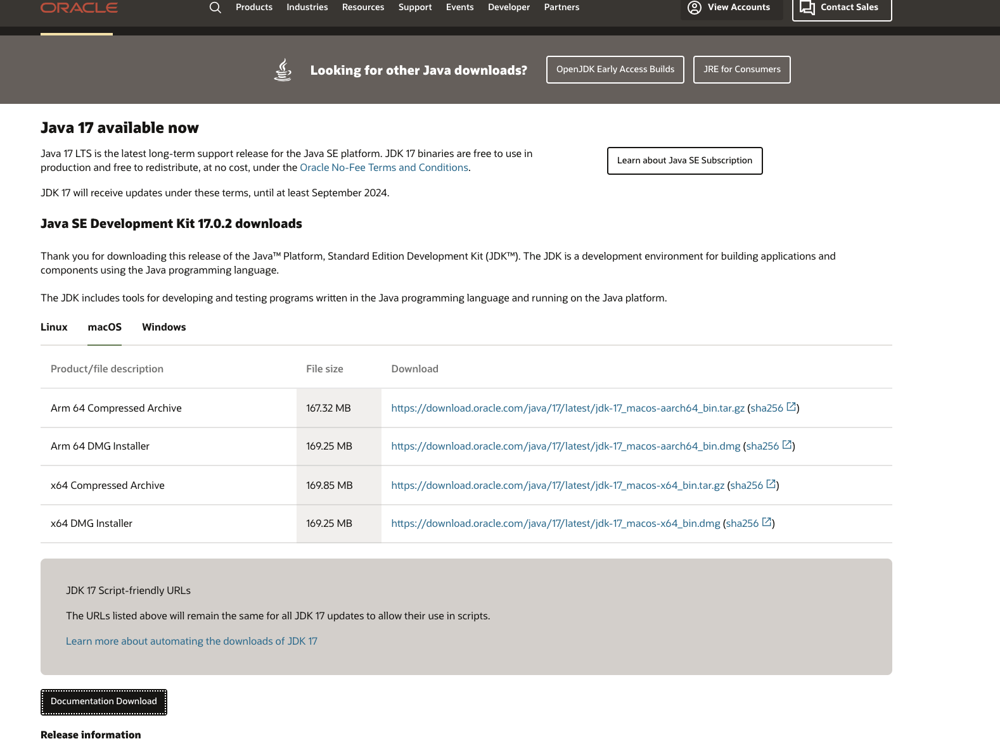 ORACLE
Products Industries Resources Support Events Developer Partners View Accounts Contact Sales
Looking for other Java downloads? OpenJDK Early Access Builds JRE for Consumers
Java 17 available now
Java 17 LTS is the latest long-term support release for the Java SE platform. JDK 17 binaries are free to use in
production and free to redistribute, at no cost, under the Oracle No-Fee Terms and Conditions.
Learn about Java SE Subscription
JDK 17 will receive updates under these terms, until at least September 2024.
Java SE Development Kit 17.0.2 downloads
Thank you for downloading this release of the Java™ Platform, Standard Edition Development Kit (JDK™). The JDK is a development environment for building applications and
components using the Java programming language.
The JDK includes tools for developing and testing programs written in the Java programming language and running on the Java platform.
Linux macOS Windows
Product/file description File size Download
Arm 64 Compressed Archive 167.32 MB https://download.oracle.com/java/17/latest/jdk-17_macos-aarch64_bin.tar.gz (sha256)
Arm 64 DMG Installer 169.25 MB https://download.oracle.com/java/17/latest/jdk-17_macos-aarch64_bin.dmg (sha256)
x64 Compressed Archive 169.85 MB https://download.oracle.com/java/17/latest/jdk-17_macos-x64_bin.tar.gz (sha256)
x64 DMG Installer 169.25 MB https://download.oracle.com/java/17/latest/jdk-17_macos-x64_bin.dmg (sha256)
JDK 17 Script-friendly URLs
The URLs listed above will remain the same for all JDK 17 updates to allow their use in scripts.
Learn more about automating the downloads of JDK 17
Documentation Download
Release information